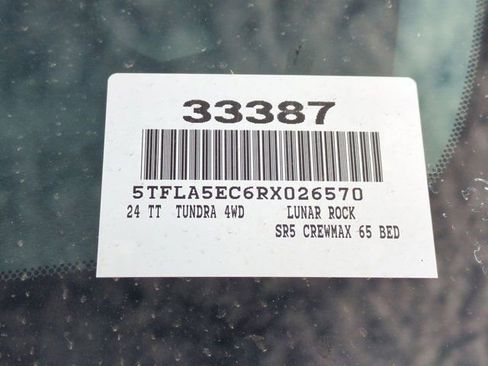 33387
5TFLA5EC6RX026570
24 TT TUNDRA 4WD LUNAR ROCK
SR5 CREWMAX 65 BED